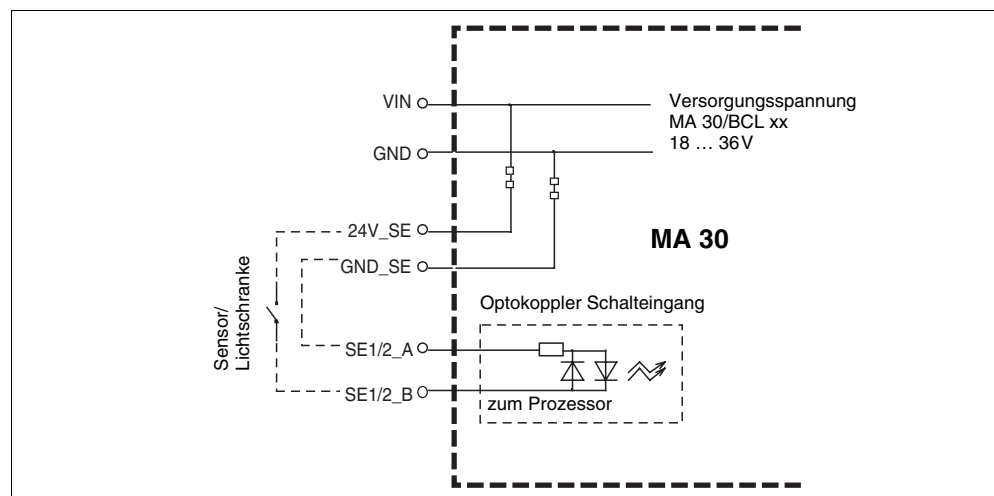 VIN
Versorgungsspannung
MA 30/BCL xx
18 ... 36V
GND
24V_SE
MA 30
GND_SE
Sensor/
Lichtschranke
Optokoppler Schalteingang
SE1/2_A
SE1/2_B
zum Prozessor